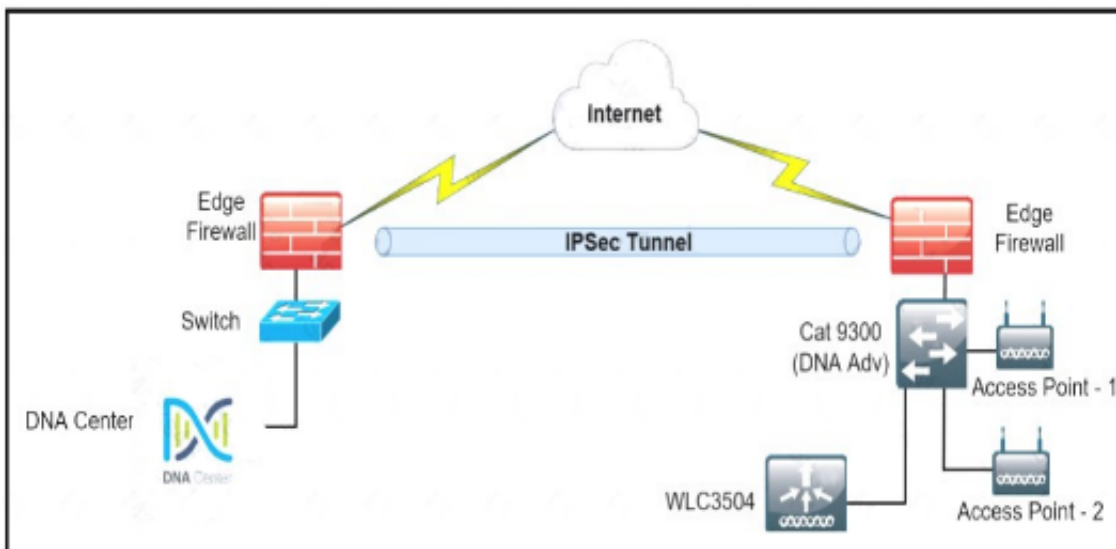 Internet
Edge
Firewall
IPSec Tunnel
Edge
Firewall
Switch
Cat 9300
(DNA Adv)
Access Point - 1
DNA Center
DNA Center
WLC3504
Access Point - 2